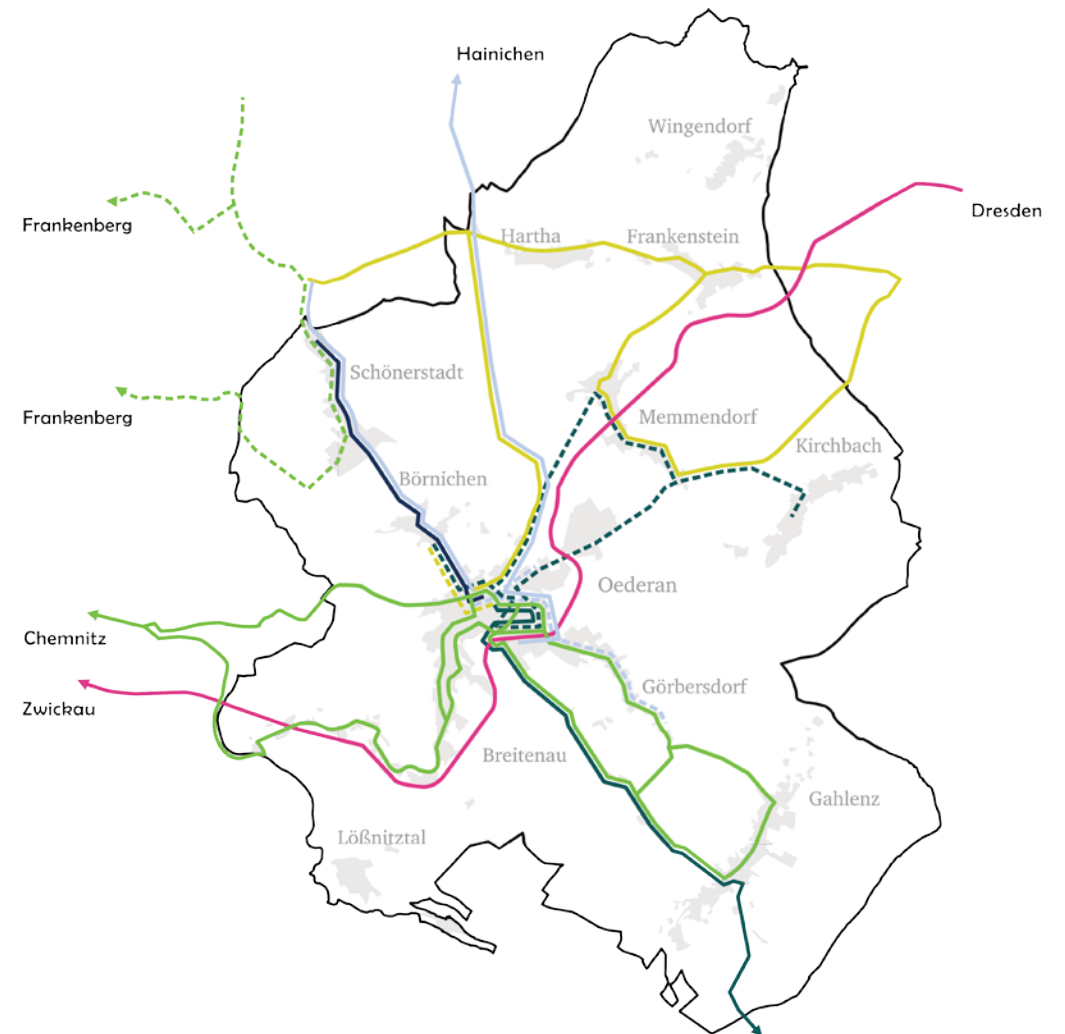 Hainichen
Wingendorf
Dresden
Frankenberg
Hartha
Frankenstein
Schönerstadt
Frankenberg
Memmendorf
Kirchbach
Börnichen
Oederan
Chemnitz
Görbersdorf
Zwickau
Breitenau
Gahlenz
Lößnitztal